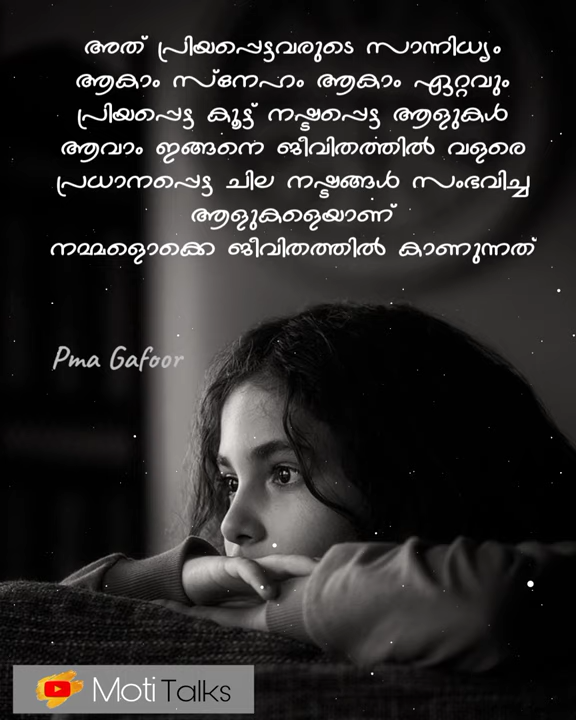 അത് പ്രിയപ്പെട്ടവരുടെ സാന്നിധ്യം
ആകാം സ്നേഹം ആകാം ഏറ്റവും
പ്രിയപ്പെട്ട കൂട്ട് നഷ്ടപ്പെട്ട ആളുകൾ
ആവാം ഇങ്ങനെ ജീവിതത്തിൽ വളരെ
പ്രധാനപ്പെട്ട ചില നഷ്ടങ്ങൾ സംഭവിച്ച
ആളുകളെയാണ്
നമ്മളൊക്കെ ജീവിതത്തിൽ കാണുന്നത്
Pma Gafoor
Moti Talks